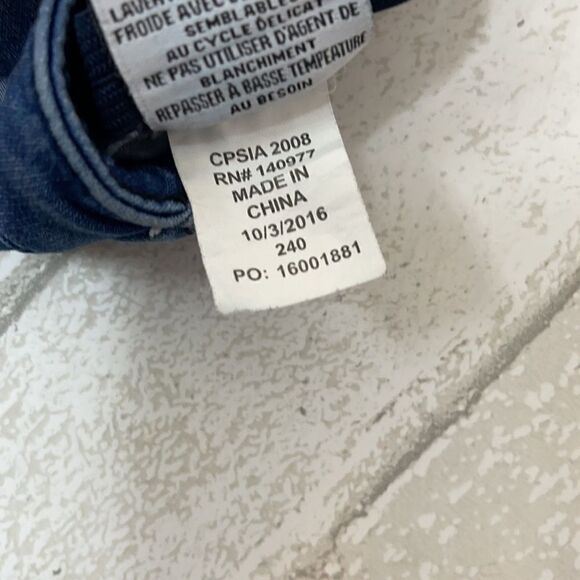 FROIDE AVEC
SEMBLABLES
AU CYCLE DÉLICAT
NE PAS UTILISER D'AGENT DE
BLANCHIMENT
REPASSER À BASSE TEMPERATURE
AU BESOIN
CPSIA 2008
RN# 140977
MADE IN
CHINA
10/3/2016
240
PO: 16001881